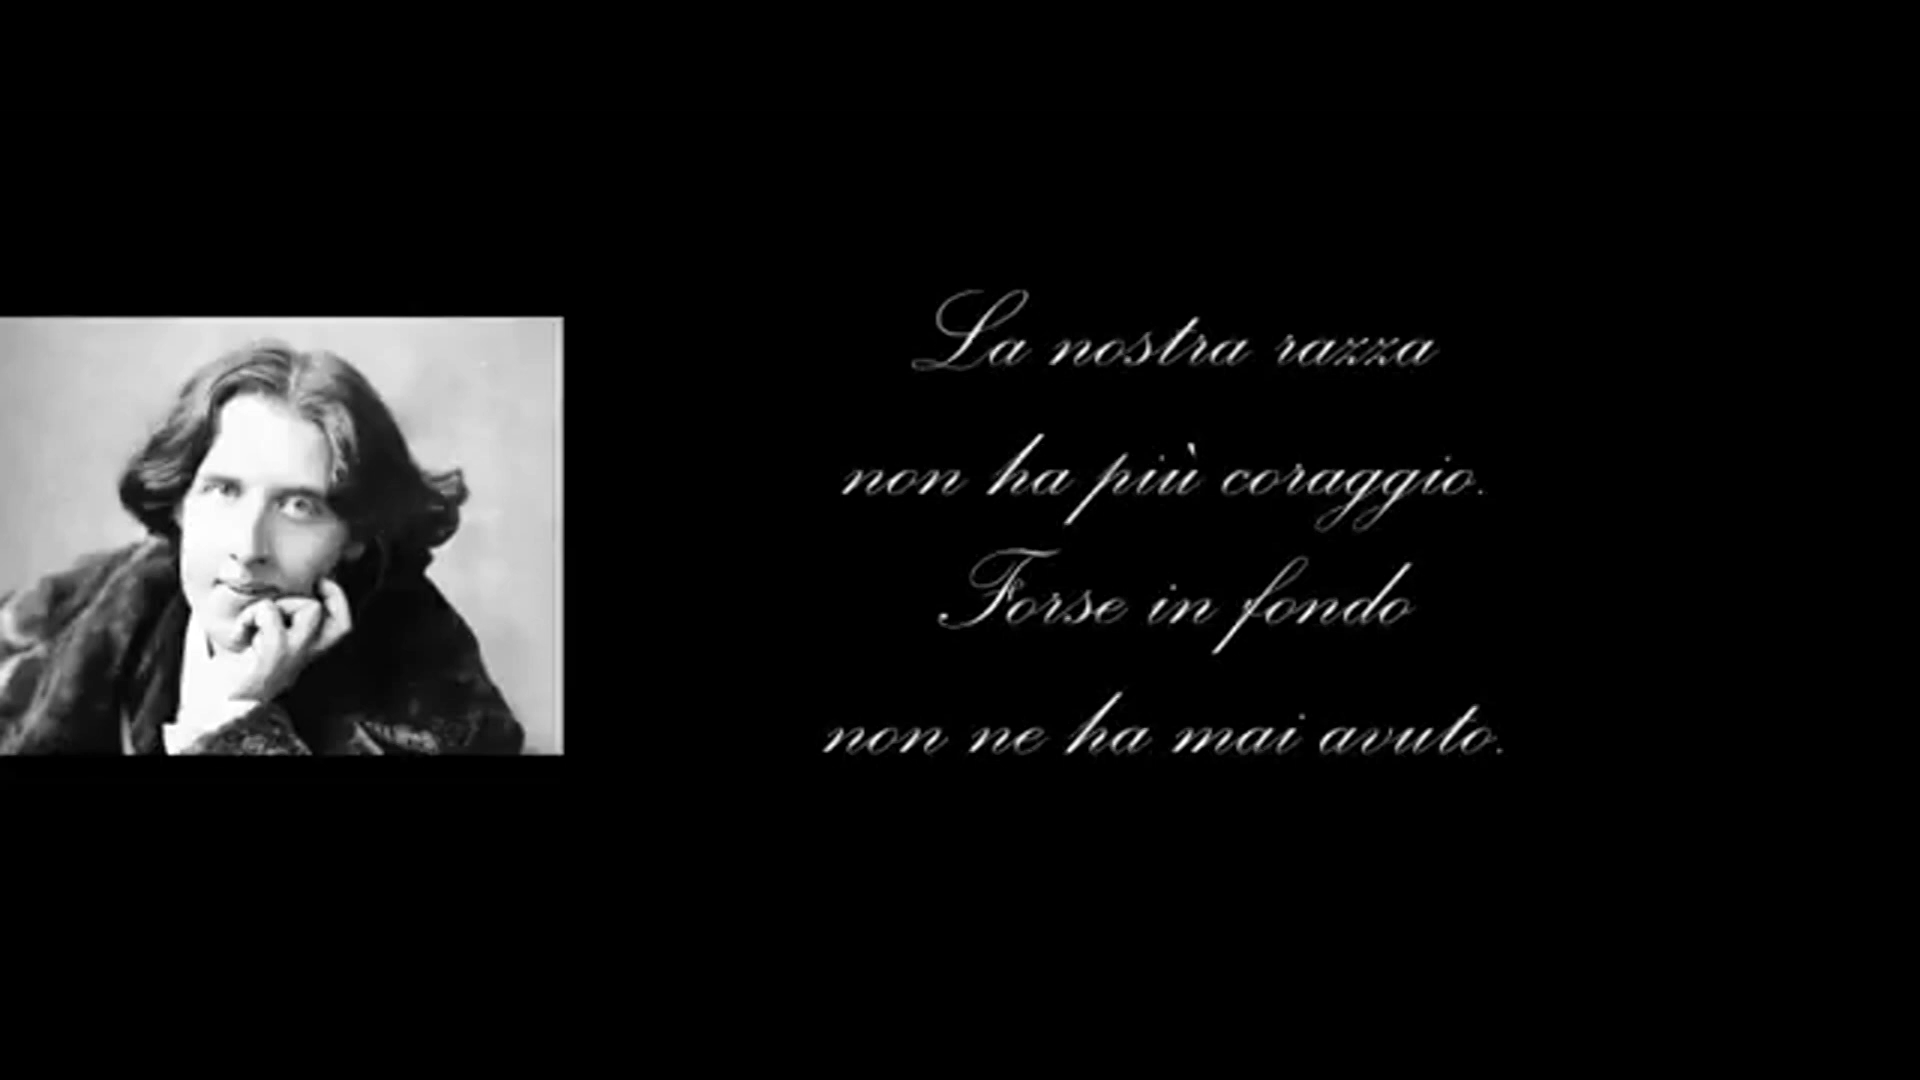 La nostra razza
non ha più coraggio.
Forse in fondo
non ne ha mai avuto.